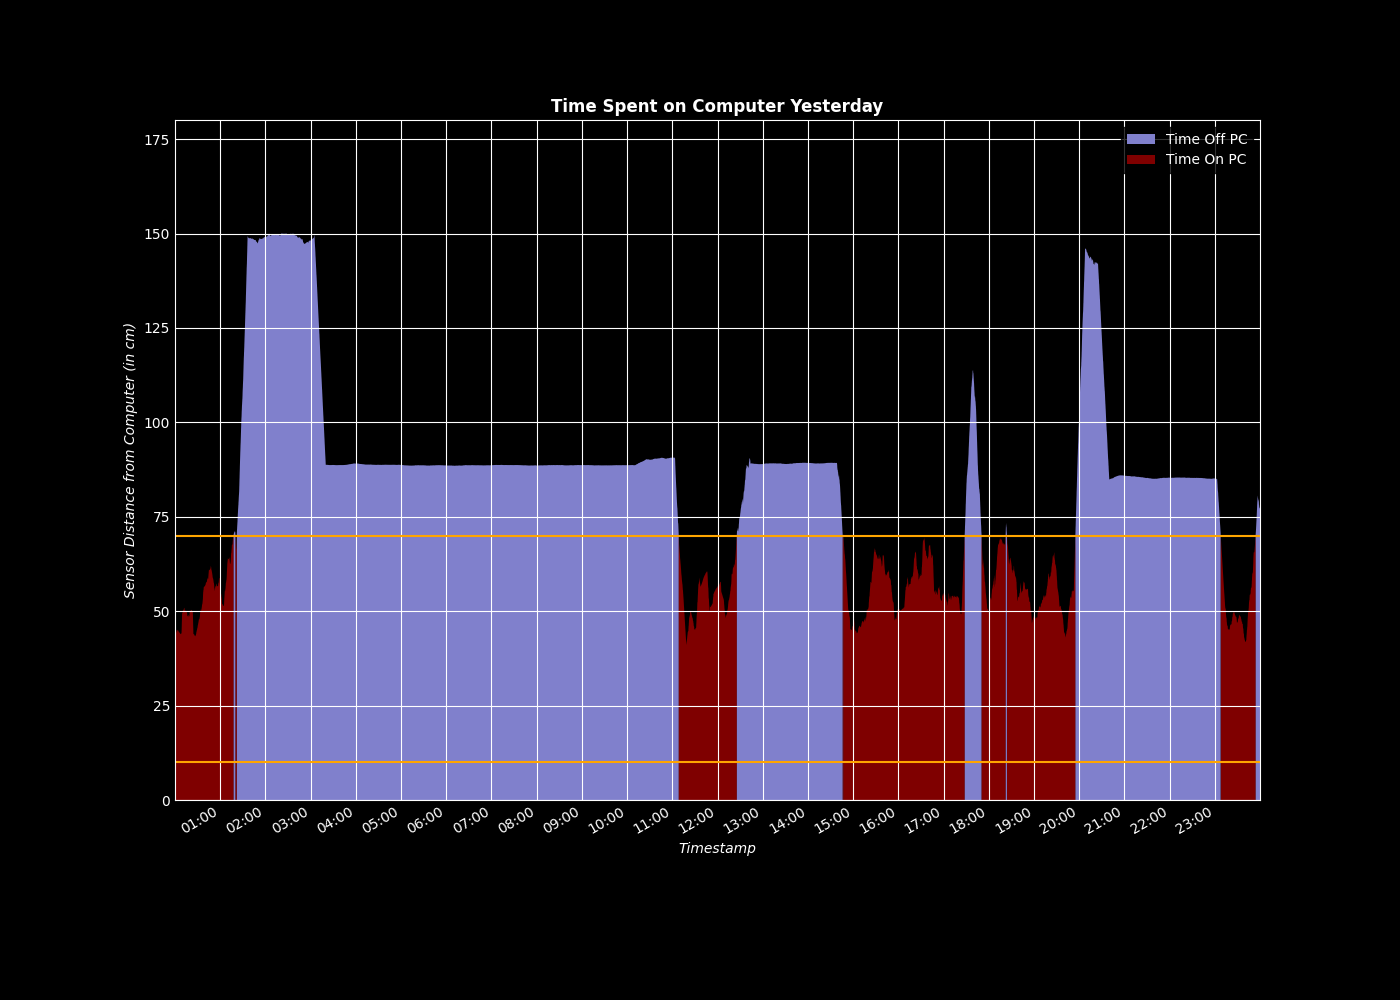 Time Spent on Computer Yesterday
Time Off PC
Time On PC
175
150
125
100
75
50
25
0
Sensor Distance from Computer (in cm)
01:00 02:00 03:00 04:00 05:00 06:00 07:00 08:00 09:00 10:00 11:00 12:00 13:00 14:00 15:00 16:00 17:00 18:00 19:00 20:00 21:00 22:00 23:00
Timestamp